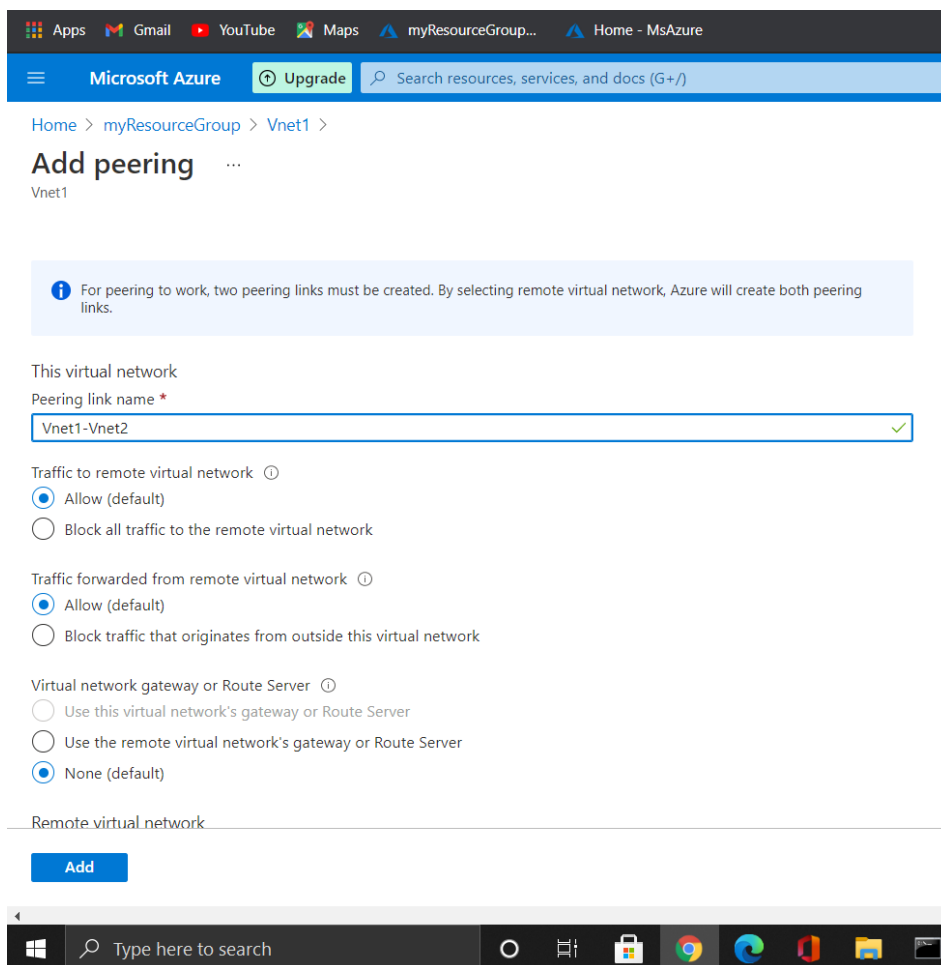 Apps Gmail YouTube Maps myResourceGroup... Home - MsAzure
Microsoft Azure Upgrade Search resources, services, and docs (G+/)
Home > myResourceGroup > Vnet1 >
Add peering ...
Vnet1
For peering to work, two peering links must be created. By selecting remote virtual network, Azure will create both peering
links.
This virtual network
Peering link name *
Vnet1-Vnet2
Traffic to remote virtual network
Allow (default)
Block all traffic to the remote virtual network
Traffic forwarded from remote virtual network
Allow (default)
Block traffic that originates from outside this virtual network
Virtual network gateway or Route Server
Use this virtual network's gateway or Route Server
Use the remote virtual network's gateway or Route Server
None (default)
Remote virtual network
Add
Type here to search